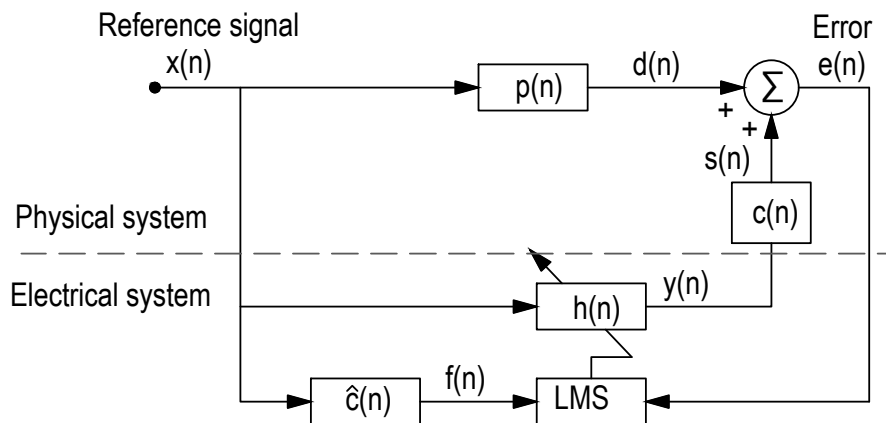 Reference signal
x(n)
p(n)
d(n)
Σ
Error
e(n)
+
+
s(n)
c(n)
Physical system
Electrical system
h(n)
y(n)
ĉ(n)
f(n)
LMS